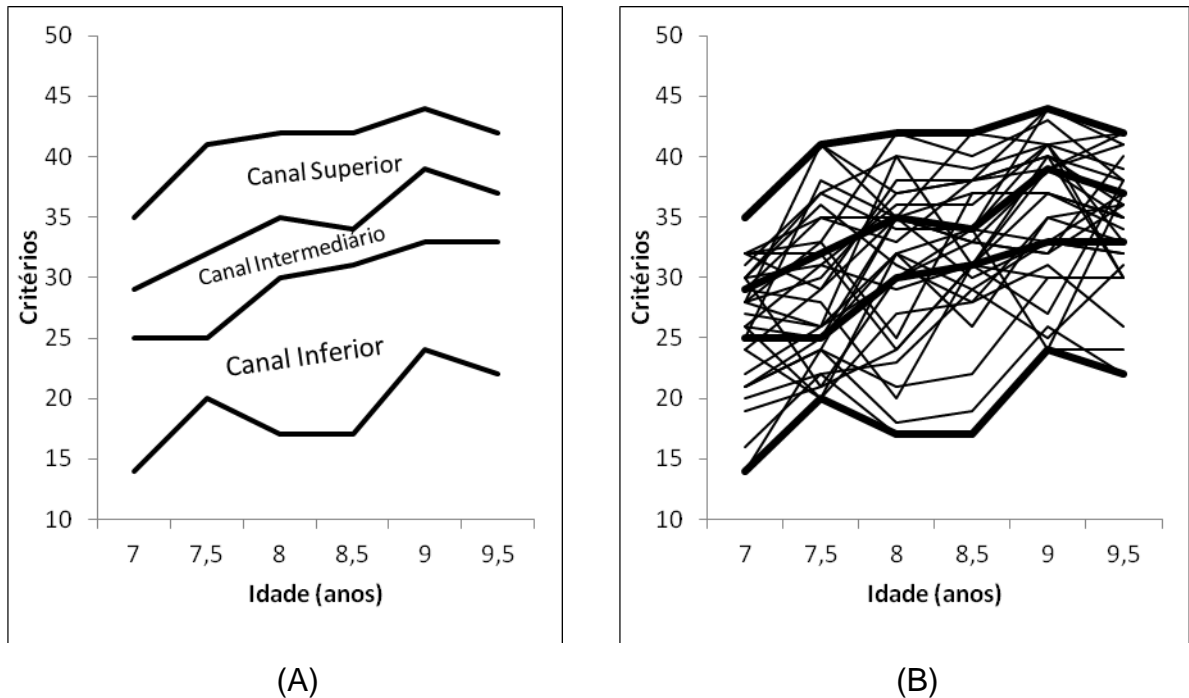 50
45
40
35
30
25
20
15
10
Critérios
Canal Superior
Canal Intermediário
Canal Inferior
7 7,5 8 8,5 9 9,5
Idade (anos)
(A)
50
45
40
35
30
25
20
15
10
Critérios
7 7,5 8 8,5 9 9,5
Idade (anos)
(B)